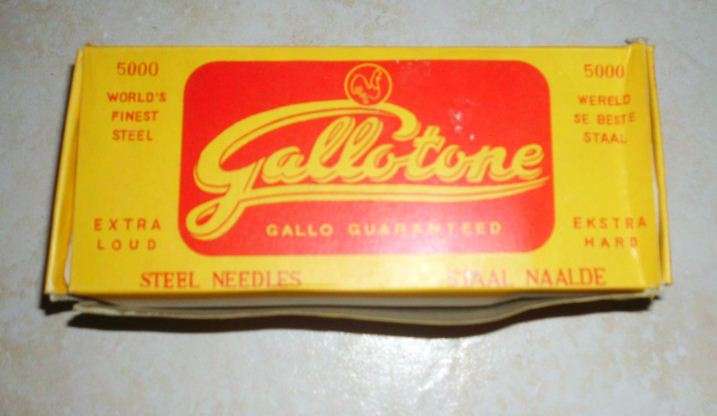 5000
WORLD'S
FINEST
STEEL
EXTRA
LOUD
Gallotone
GALLO GUARANTEED
5000
WERELD
SE BESTE
STAAL
EKSTRA
HARD
STEEL NEEDLES
STAAL NAALDE